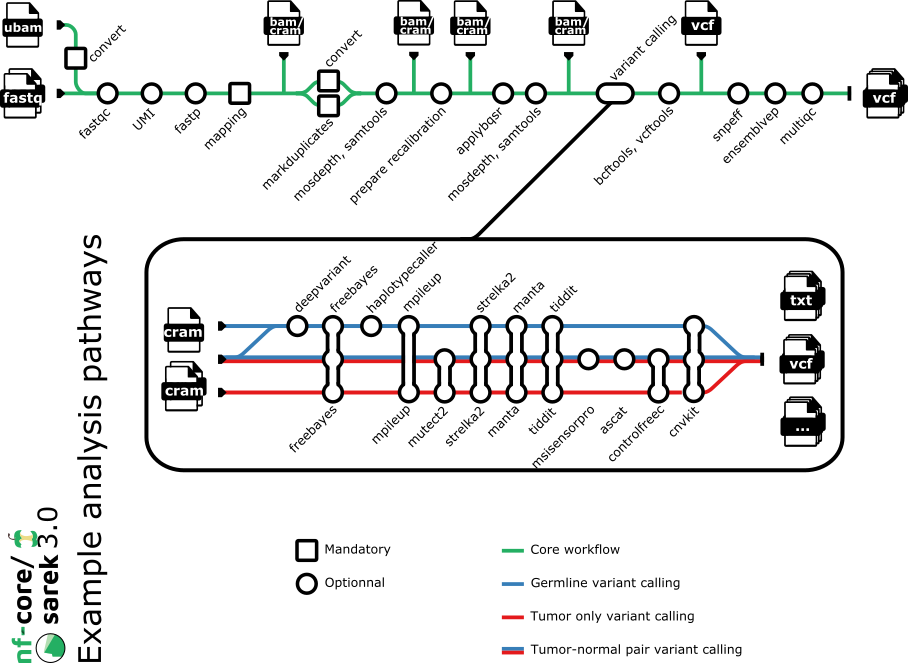 ubam
fastq
convert
bam/
cram
convert
bam/
cram
bam/
cram
bam/
cram
variant calling
vcf
vcf
fastqc
UMI
fastp
mapping
markduplicates
mosdepth, samtools
prepare recalibration
applybqsr
mosdepth, samtools
bcftools, vcftools
snpeff
ensemblvep
multiqc
deepvariant
freebayes
haplotypecaller
mpileup
strelka2
manta
tiddit
cram
cram
txt
vcf
...
freebayes
mpileup
mutect2
strelka2
manta
tiddit
msisensorpro
ascat
controlfreec
cnvkit
nf-core/
sarek 3.0
Example analysis pathways
Mandatory
Optionnal
Core workflow
Germline variant calling
Tumor only variant calling
Tumor-normal pair variant calling